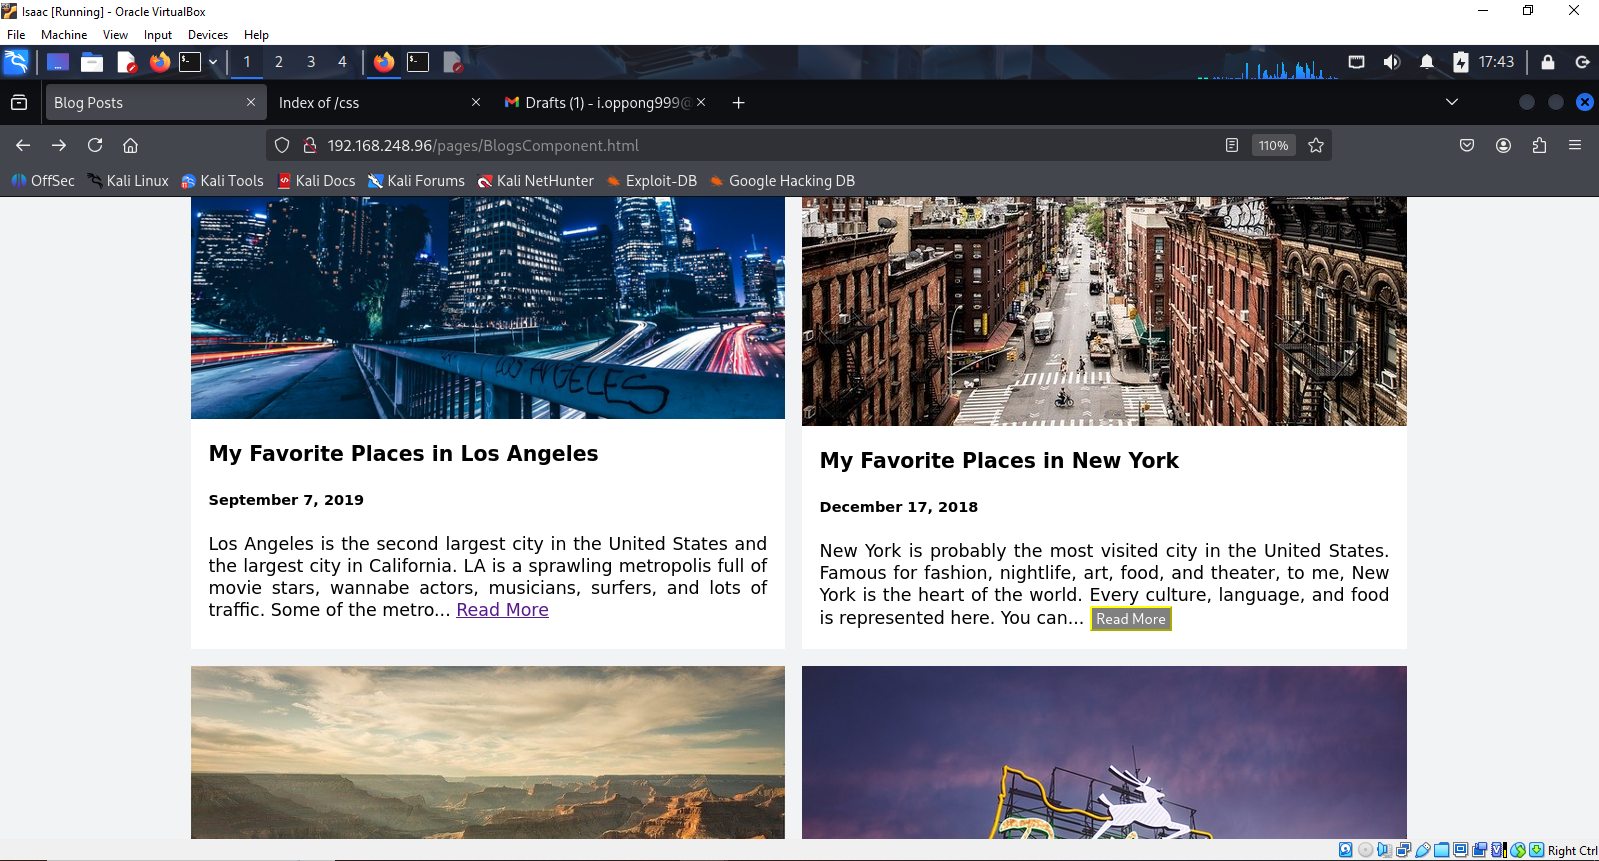 Isaac [Running] - Oracle VirtualBox
File Machine View Input Devices Help
1 2 3 4 17:43
Blog Posts Index of /css Drafts (1) - i.oppong999@
192.168.248.96/pages/BlogsComponent.html 110%
OffSec Kali Linux Kali Tools Kali Docs Kali Forums Kali NetHunter Exploit-DB Google Hacking DB
LOS ANGELES
My Favorite Places in Los Angeles
September 7, 2019
Los Angeles is the second largest city in the United States and
the largest city in California. LA is a sprawling metropolis full of
movie stars, wannabe actors, musicians, surfers, and lots of
traffic. Some of the metro... Read More
My Favorite Places in New York
December 17, 2018
New York is probably the most visited city in the United States.
Famous for fashion, nightlife, art, food, and theater, to me, New
York is the heart of the world. Every culture, language, and food
is represented here. You can... Read More
Right Ctrl